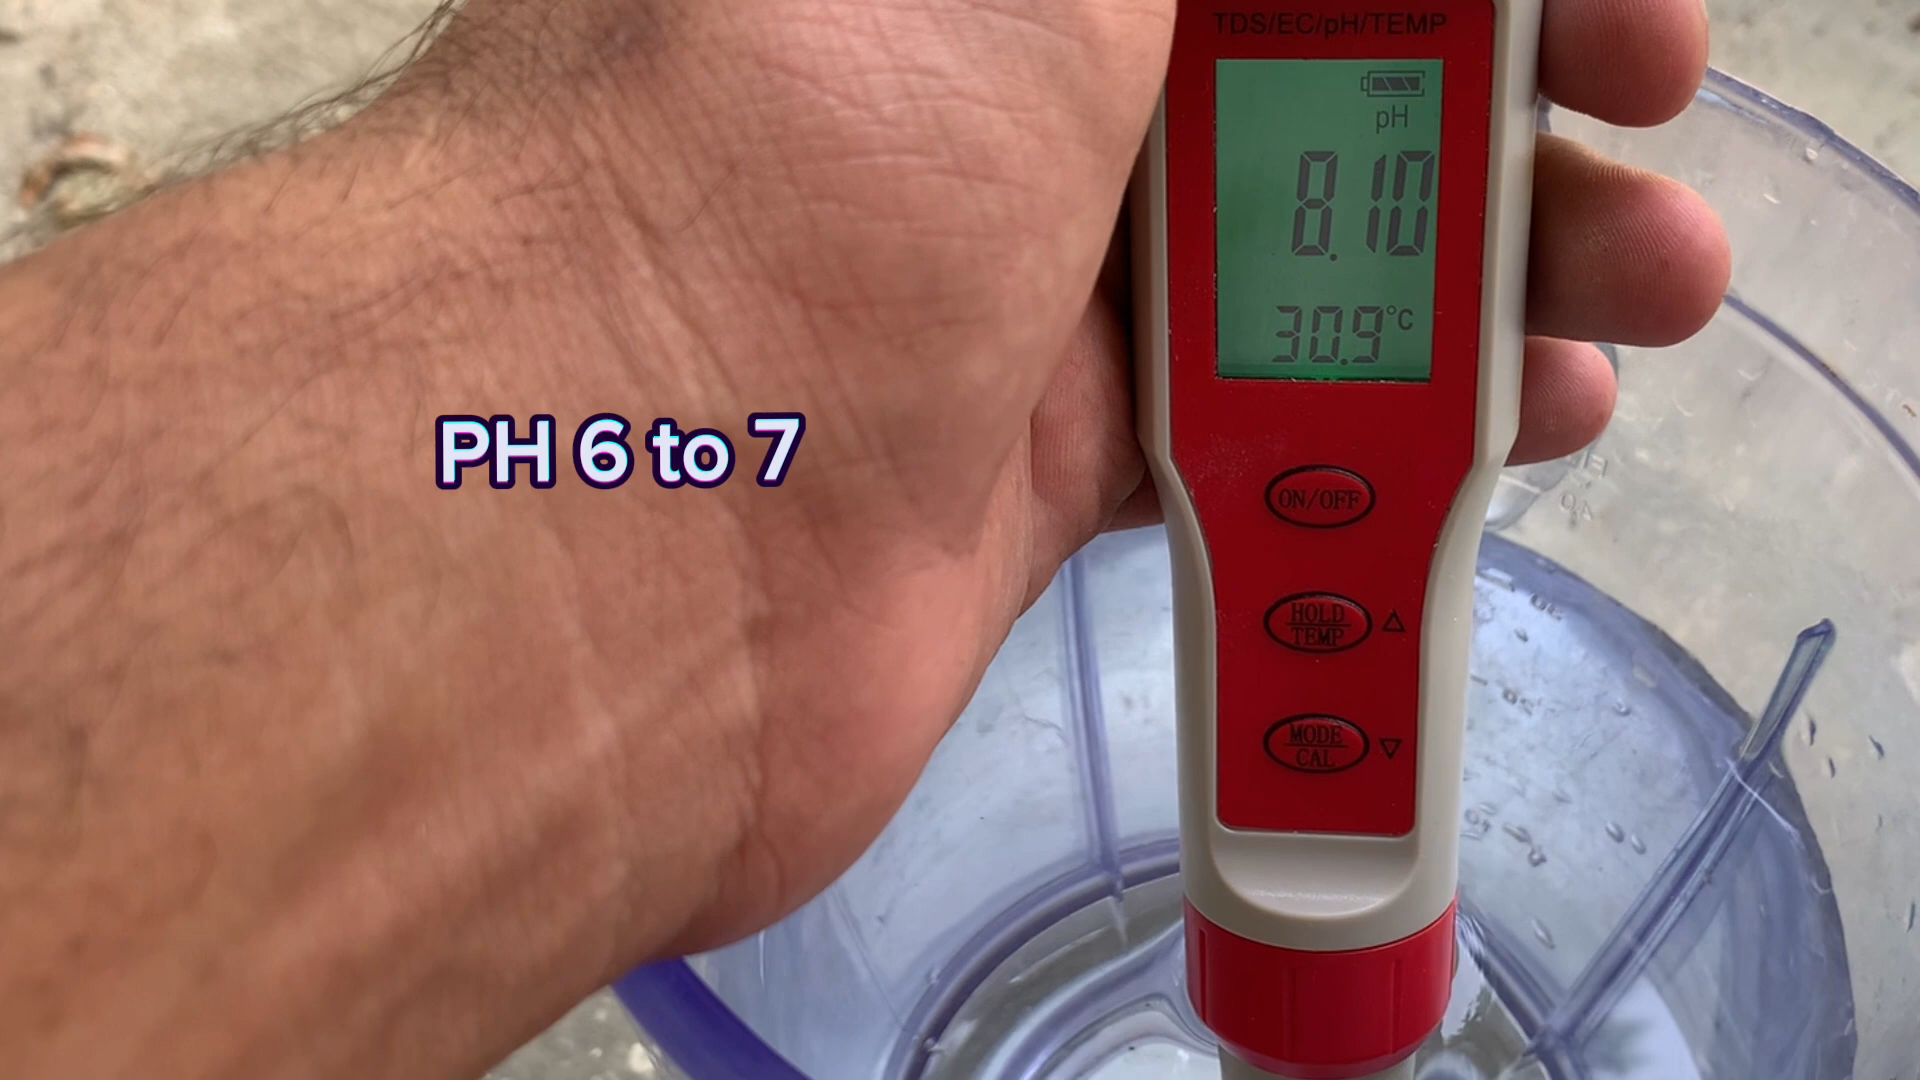 TDS/EC/pH/TEMP
pH
8.10
30.9°C
PH 6 to 7
ON/OFF
HOLD
TEMP
MODE
CAL